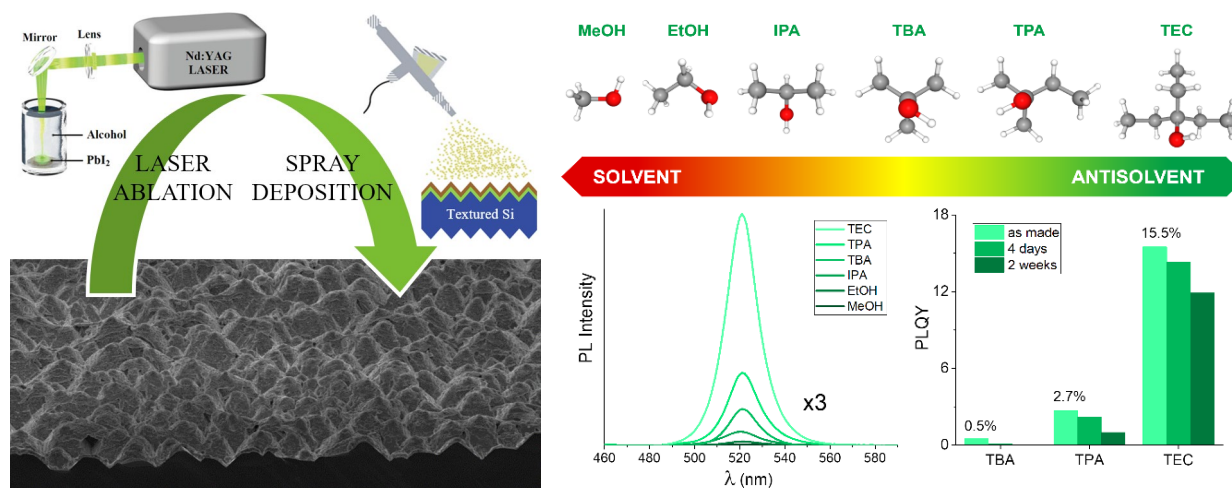 Mirror
Lens
Nd:YAG
LASER
Alcohol
PbI₂
LASER
ABLATION
SPRAY
DEPOSITION
Textured Si
MeOH
EtOH
IPA
TBA
TPA
TEC
SOLVENT
ANTISOLVENT
PL Intensity
TEC
TPA
TBA
IPA
EtOH
MeOH
x3
460
480
500
520
540
560
580
λ (nm)
PLQY
18
12
6
0
as made
4 days
2 weeks
0.5%
2.7%
15.5%
TBA
TPA
TEC